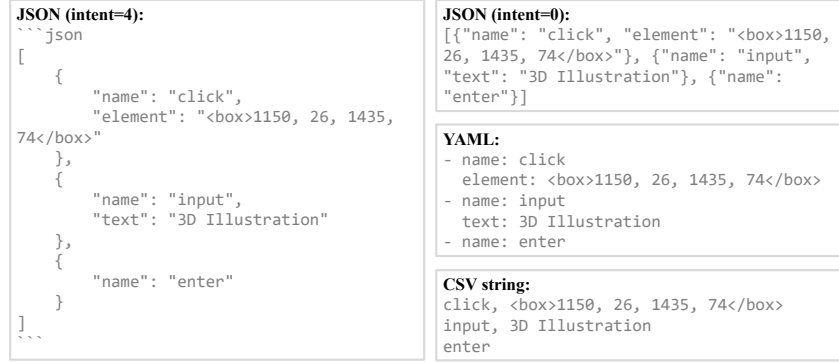 JSON (intent=4):
```json
[
    {
        "name": "click",
        "element": "<box>1150, 26, 1435,
74</box>"
    },
    {
        "name": "input",
        "text": "3D Illustration"
    },
    {
        "name": "enter"
    }
]
```
JSON (intent=0):
[{"name": "click", "element": "<box>1150,
26, 1435, 74</box>"}, {"name": "input",
"text": "3D Illustration"}, {"name":
"enter"}]
YAML:
- name: click
  element: <box>1150, 26, 1435, 74</box>
- name: input
  text: 3D Illustration
- name: enter
CSV string:
click, <box>1150, 26, 1435, 74</box>
input, 3D Illustration
enter